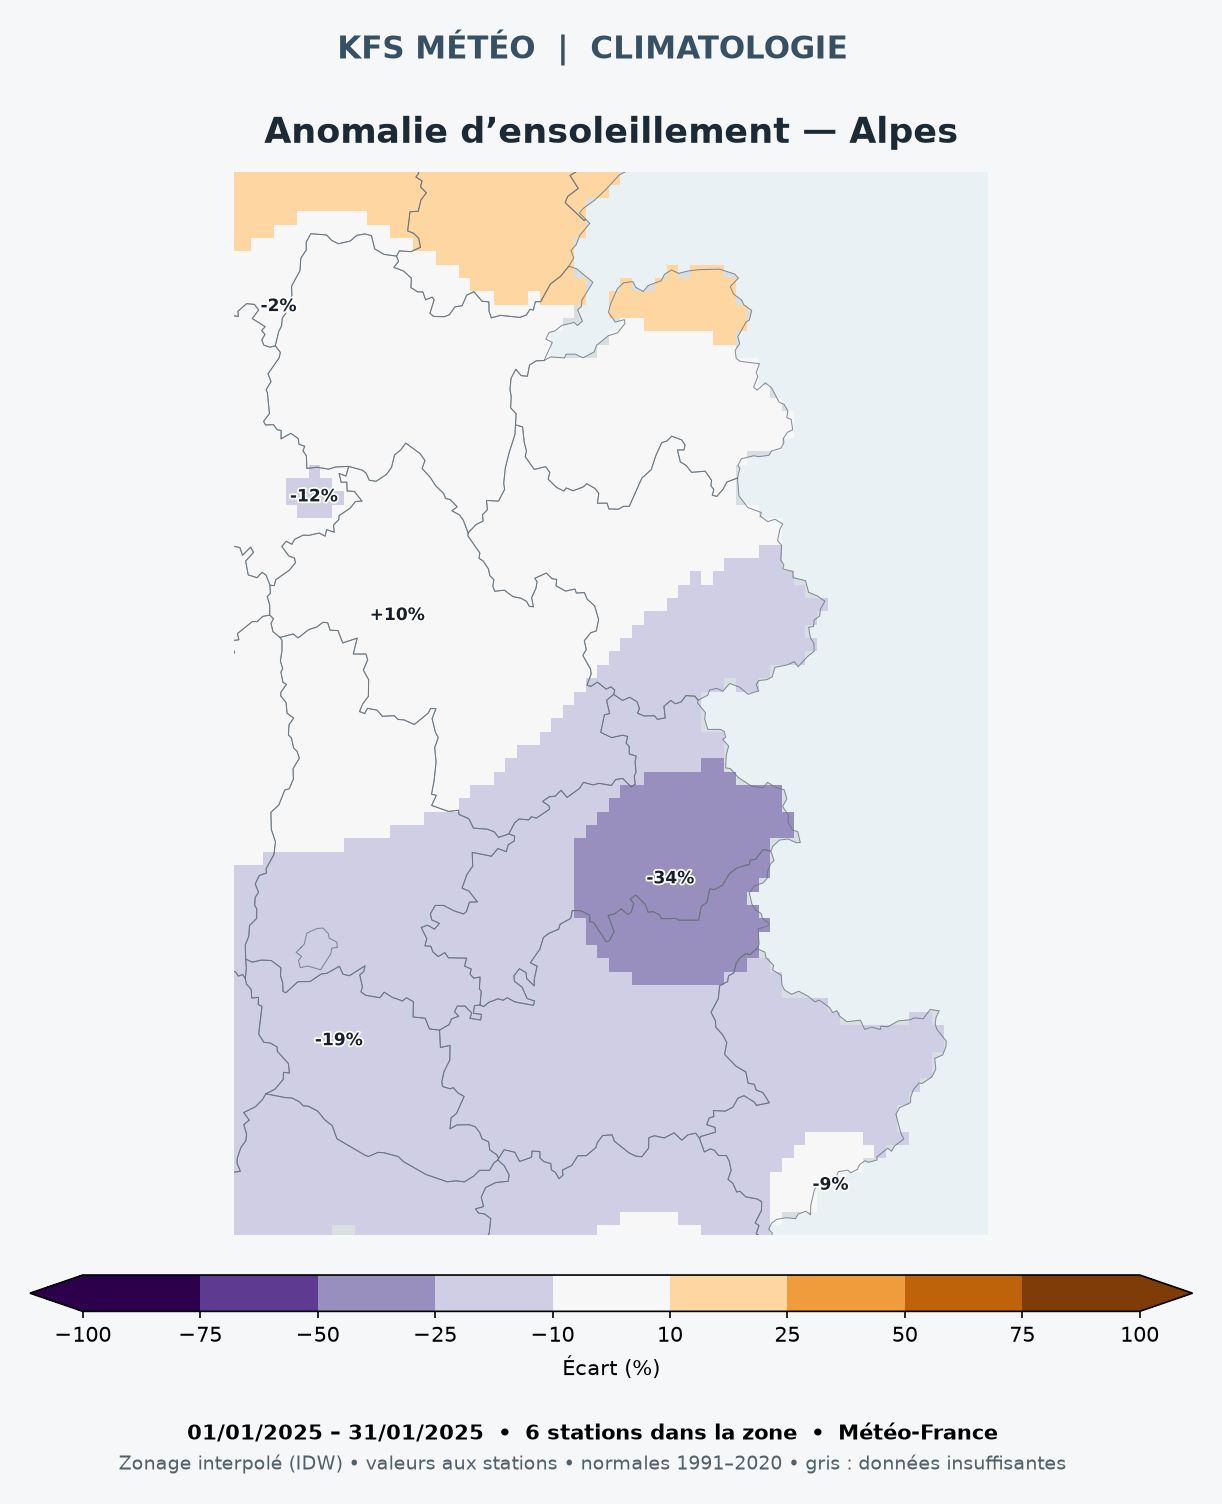 KFS MÉTÉO | CLIMATOLOGIE
Anomalie d’ensoleillement — Alpes
-2%
-12%
+10%
-34%
-19%
-9%
−100 −75 −50 −25 −10 10 25 50 75 100
Écart (%)
01/01/2025 – 31/01/2025 • 6 stations dans la zone • Météo-France
Zonage interpolé (IDW) • valeurs aux stations • normales 1991–2020 • gris : données insuffisantes